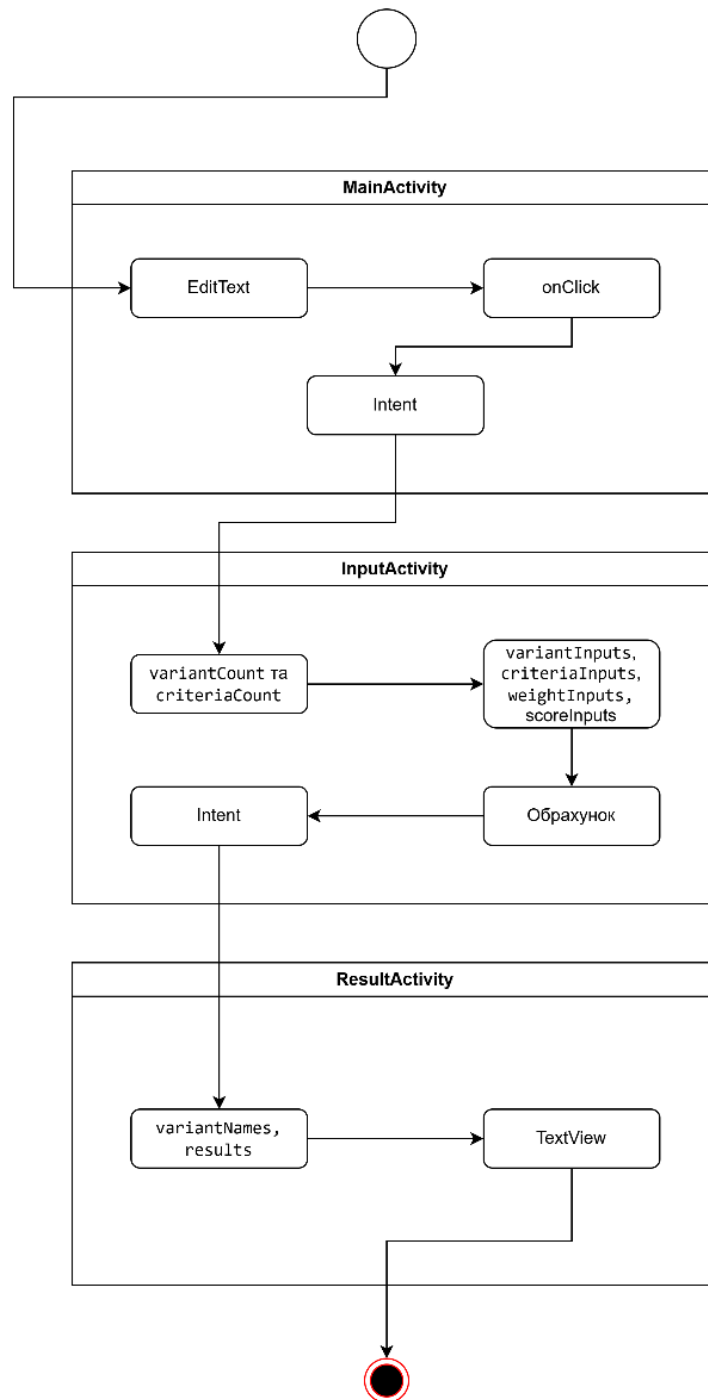 MainActivity
EditText
onClick
Intent
InputActivity
variantCount та
criteriaCount
variantInputs,
criteriaInputs,
weightInputs,
scoreInputs
Intent
Обрахунок
ResultActivity
variantNames,
results
TextView